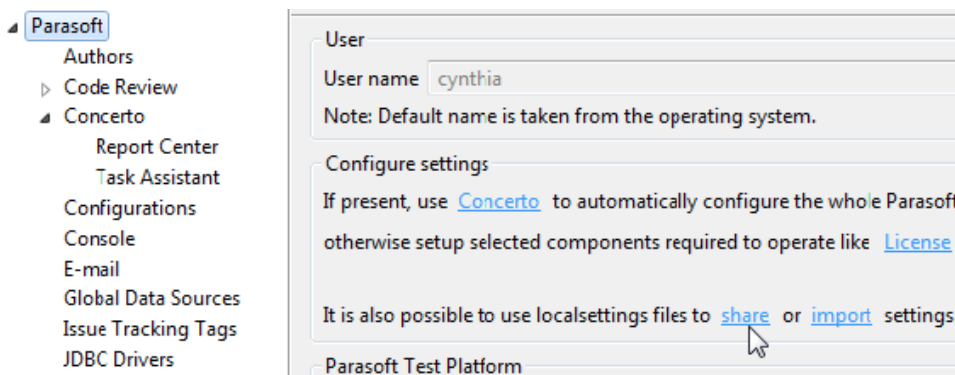 Parasoft
Authors
Code Review
Concerto
Report Center
Task Assistant
Configurations
Console
E-mail
Global Data Sources
Issue Tracking Tags
JDBC Drivers
User
User name cynthia
Note: Default name is taken from the operating system.
Configure settings
If present, use Concerto to automatically configure the whole Parasoft
otherwise setup selected components required to operate like License
It is also possible to use localsettings files to share or import settings
Parasoft Test Platform